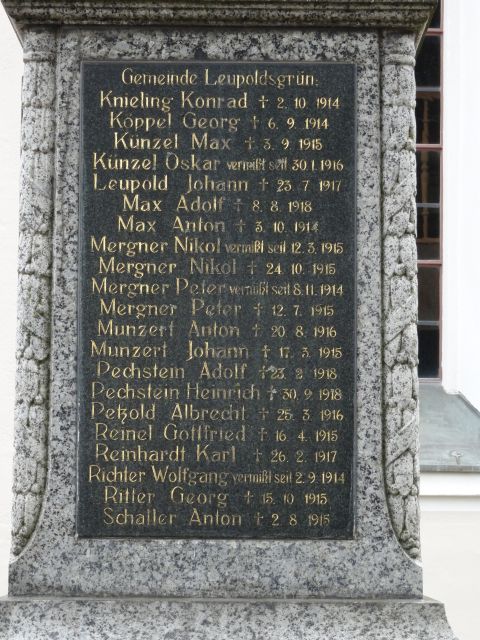 Gemeinde Leupoldsgrün:
Knieling Konrad † 2. 10. 1914
Köppel Georg † 6. 9. 1914
Künzel Max † 3. 9. 1915
Künzel Oskar vermißt seit 30. 1. 1916
Leupold Johann † 23. 7. 1917
Max Adolf † 8. 8. 1918
Max Anton † 3. 10. 1914
Mergner Nikol vermißt seit 12. 3. 1915
Mergner Nikol † 24. 10. 1915
Mergner Peter vermißt seit 8. 11. 1914
Mergner Peter † 12. 7. 1915
Munzert Anton † 20. 8. 1916
Munzert Johann † 17. 3. 1915
Pechstein Adolf † 23. 2. 1918
Pechstein Heinrich † 30. 9. 1918
Petzold Albrecht † 25. 3. 1916
Reinel Gottfried † 16. 4. 1915
Reinhardt Karl † 26. 2. 1917
Richter Wolfgang vermißt seit 2. 9. 1914
Ritter Georg † 15. 10. 1915
Schaller Anton † 2. 8. 1915